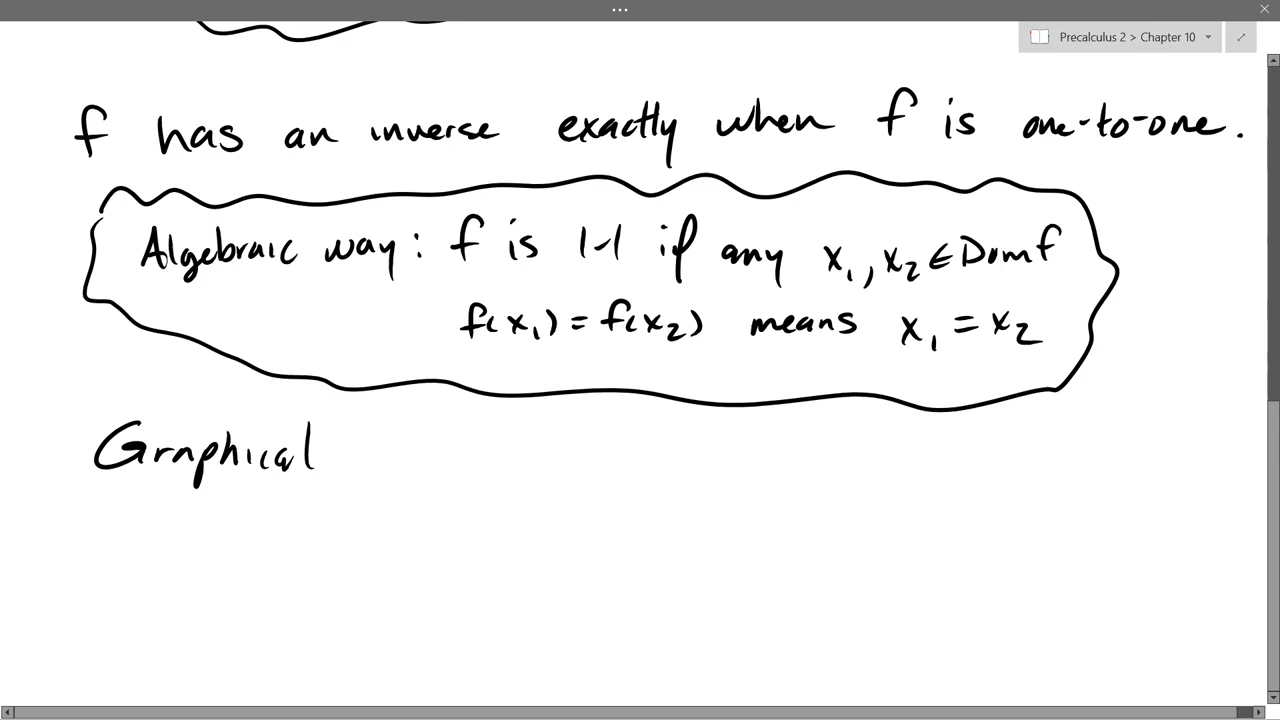 Precalculus 2 > Chapter 10
f has an inverse exactly when f is one-to-one.
Algebraic way: f is 1-1 if any x₁, x₂ ∈ Dom f
f(x₁) = f(x₂) means x₁ = x₂
Graphical